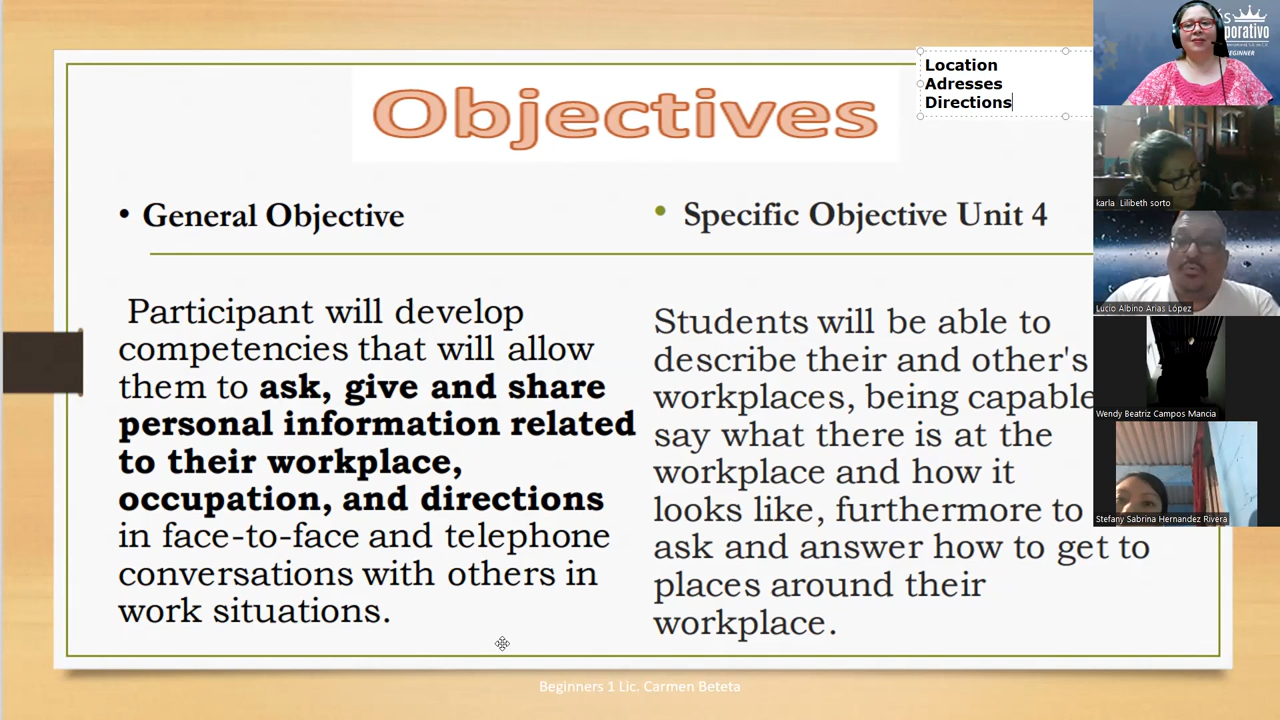 Objectives
Location
Adresses
Directions
• General Objective
Participant will develop
competencies that will allow
them to ask, give and share
personal information related
to their workplace,
occupation, and directions
in face-to-face and telephone
conversations with others in
work situations.
• Specific Objective Unit 4
Students will be able to
describe their and other's
workplaces, being capable
say what there is at the
workplace and how it
looks like, furthermore to
ask and answer how to get to
places around their
workplace.
Beginners 1 Lic. Carmen Beteta
porativo
karla Lilibeth sorto
Lucio Albino Arias López
Wendy Beatriz Campos Mancia
Stefany Sabrina Hernandez Rivera